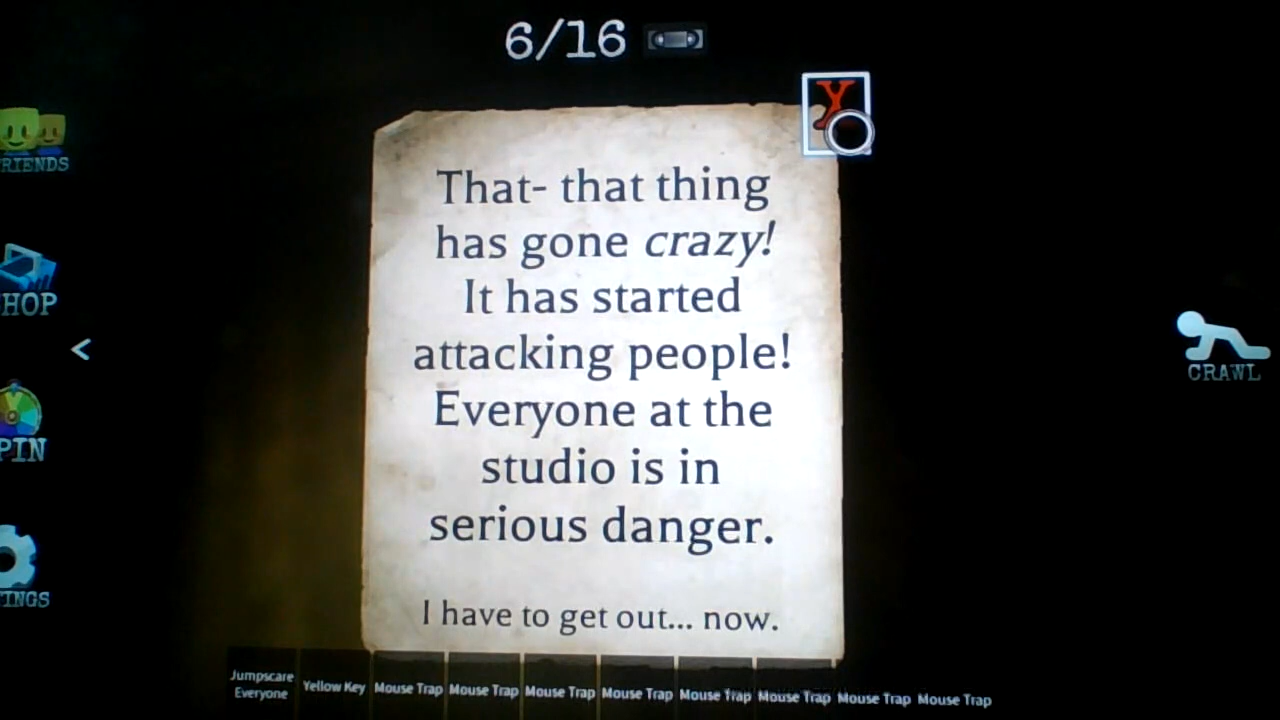 6/16
Y
That- that thing
has gone crazy!
It has started
attacking people!
Everyone at the
studio is in
serious danger.
I have to get out... now.
RIENDS
HOP
PIN
INGS
<
CRAWL
Jumpscare
Everyone
Yellow Key
Mouse Trap
Mouse Trap
Mouse Trap
Mouse Trap
Mouse Trap
Mouse Trap
Mouse Trap
Mouse Trap